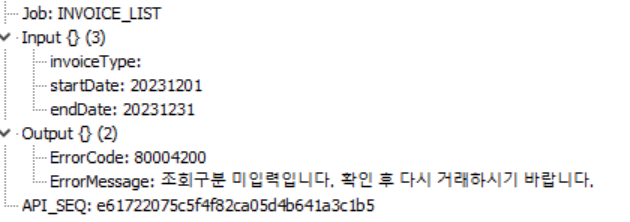 Job: INVOICE_LIST
Input {} (3)
invoiceType:
startDate: 20231201
endDate: 20231231
Output {} (2)
ErrorCode: 80004200
ErrorMessage: 조회구분 미입력입니다. 확인 후 다시 거래하시기 바랍니다.
API_SEQ: e61722075c5f4f82ca05d4b641a3c1b5